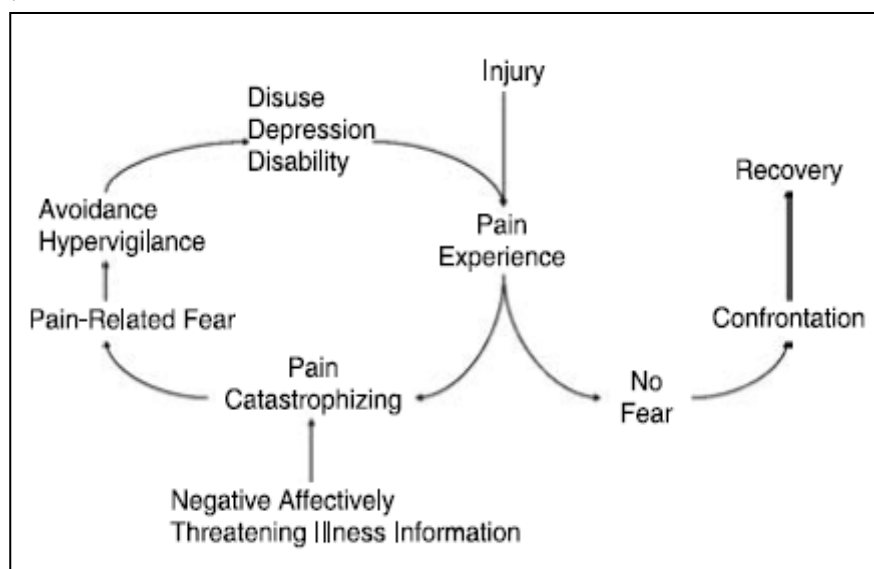 Injury
Disuse
Depression
Disability
Recovery
Avoidance
Hypervigilance
Pain
Experience
Pain-Related Fear
Confrontation
Pain
Catastrophizing
No
Fear
Negative Affectively
Threatening Illness Information